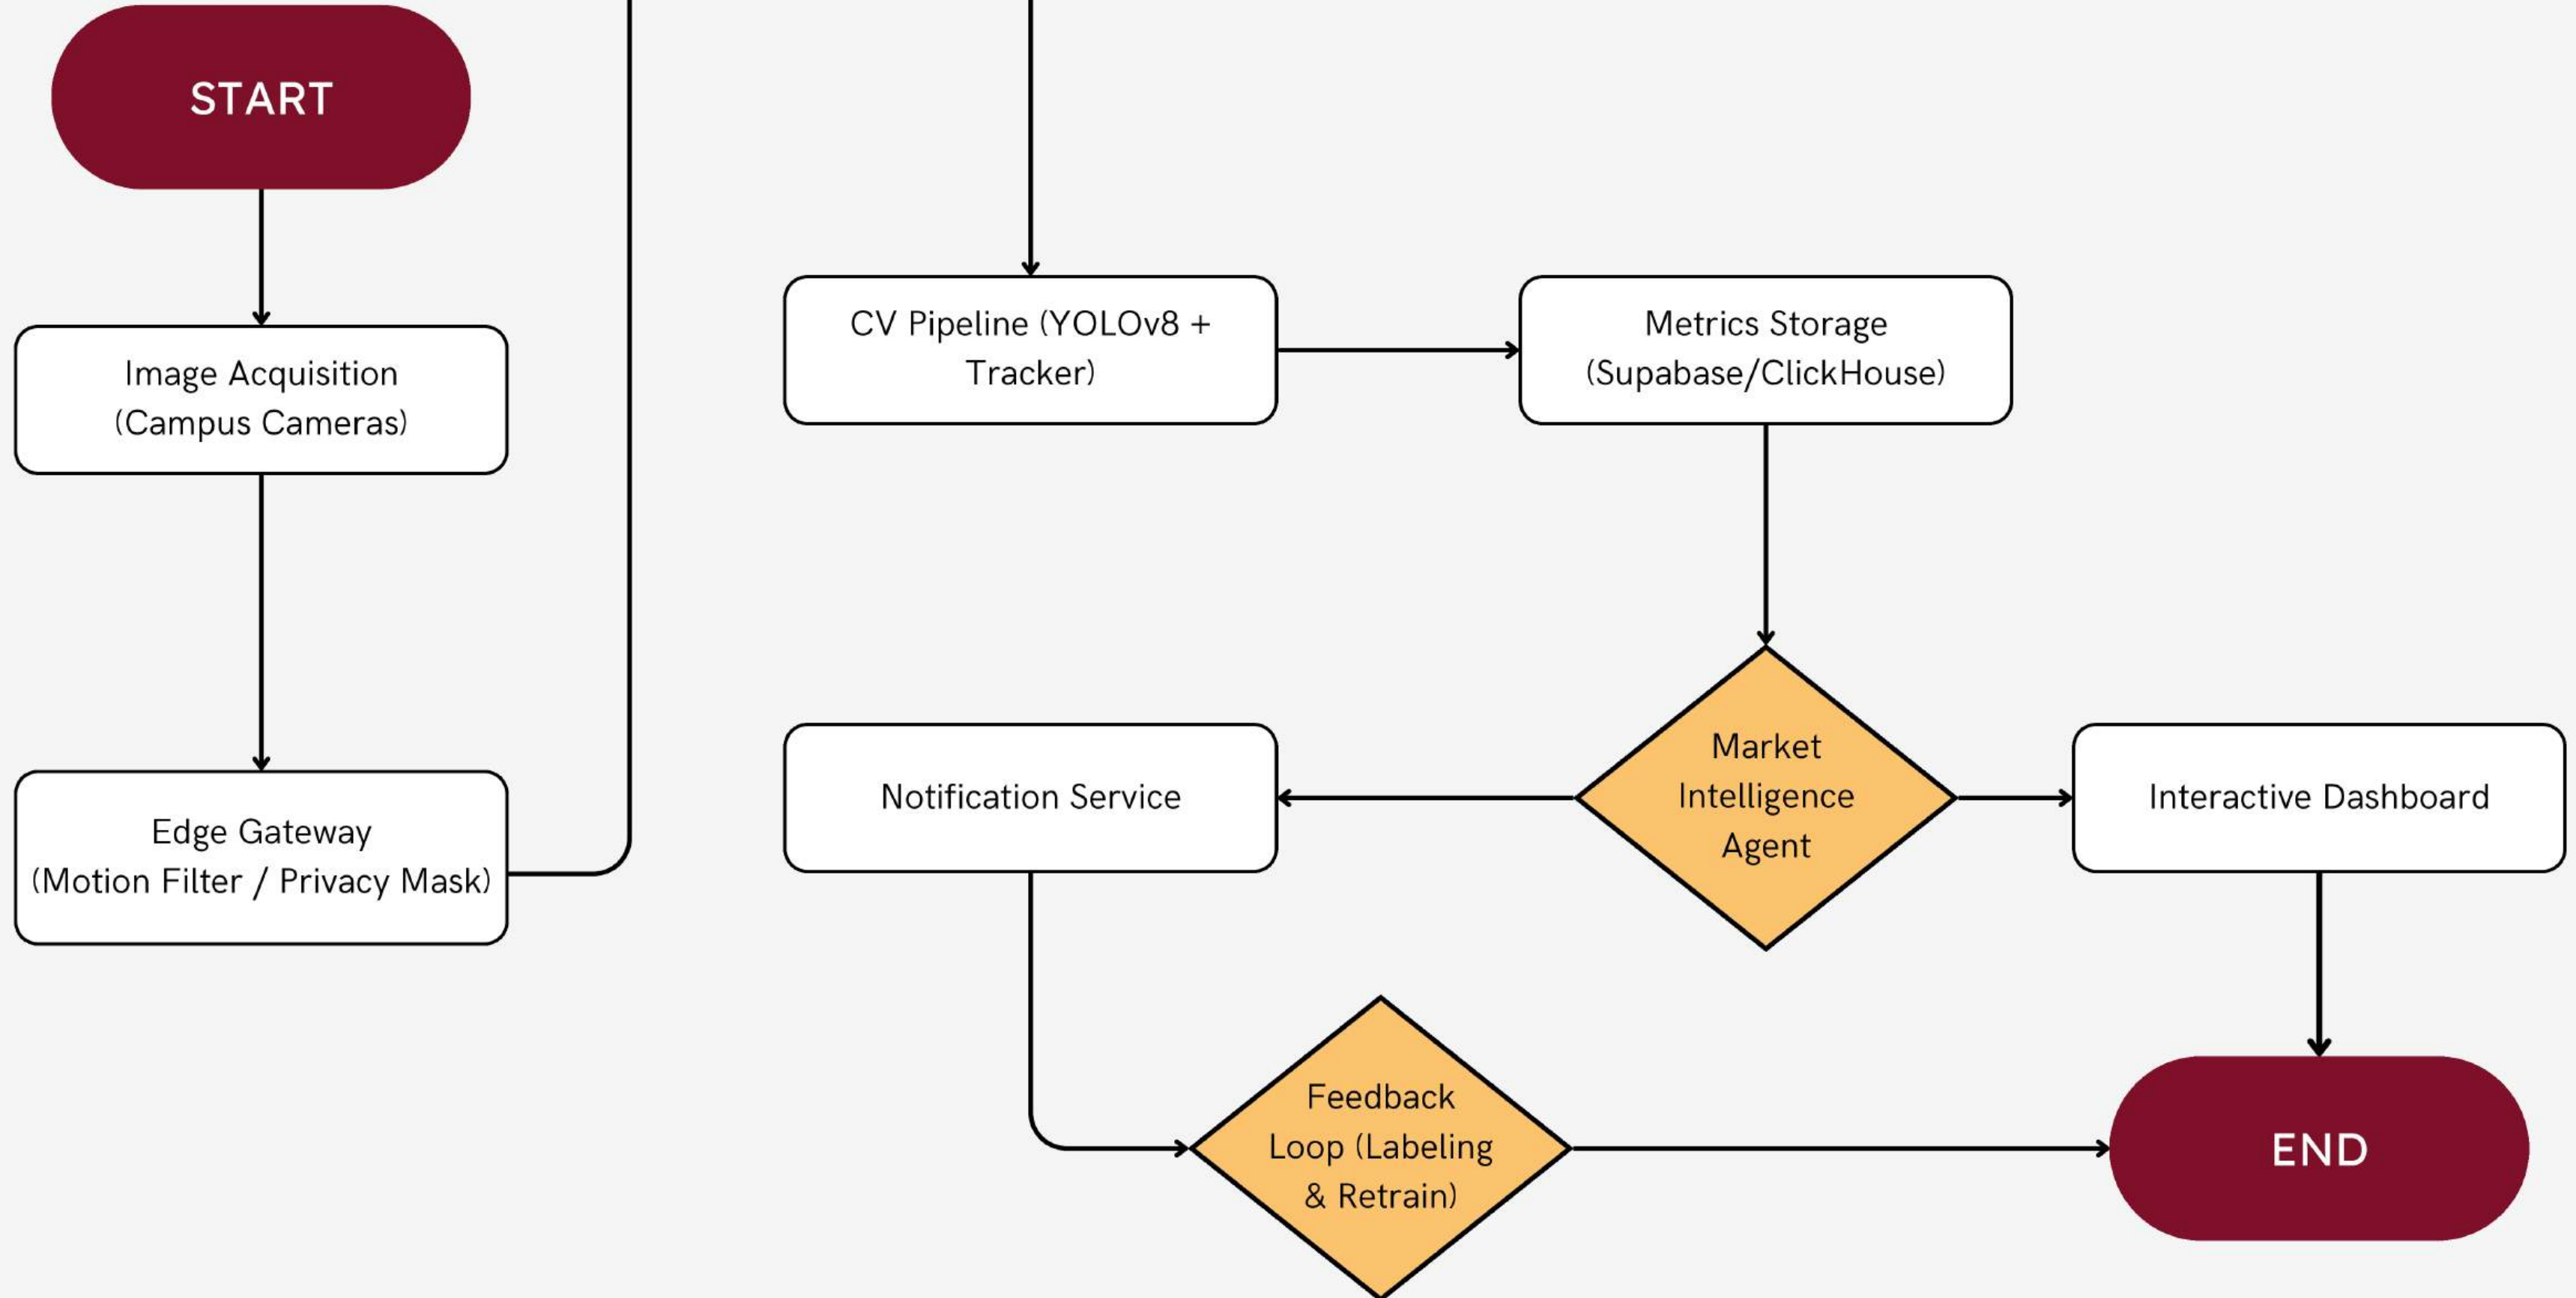 START
Image Acquisition
(Campus Cameras)
Edge Gateway
(Motion Filter / Privacy Mask)
CV Pipeline (YOLOv8 +
Tracker)
Metrics Storage
(Supabase/ClickHouse)
Market
Intelligence
Agent
Notification Service
Interactive Dashboard
Feedback
Loop (Labeling
& Retrain)
END